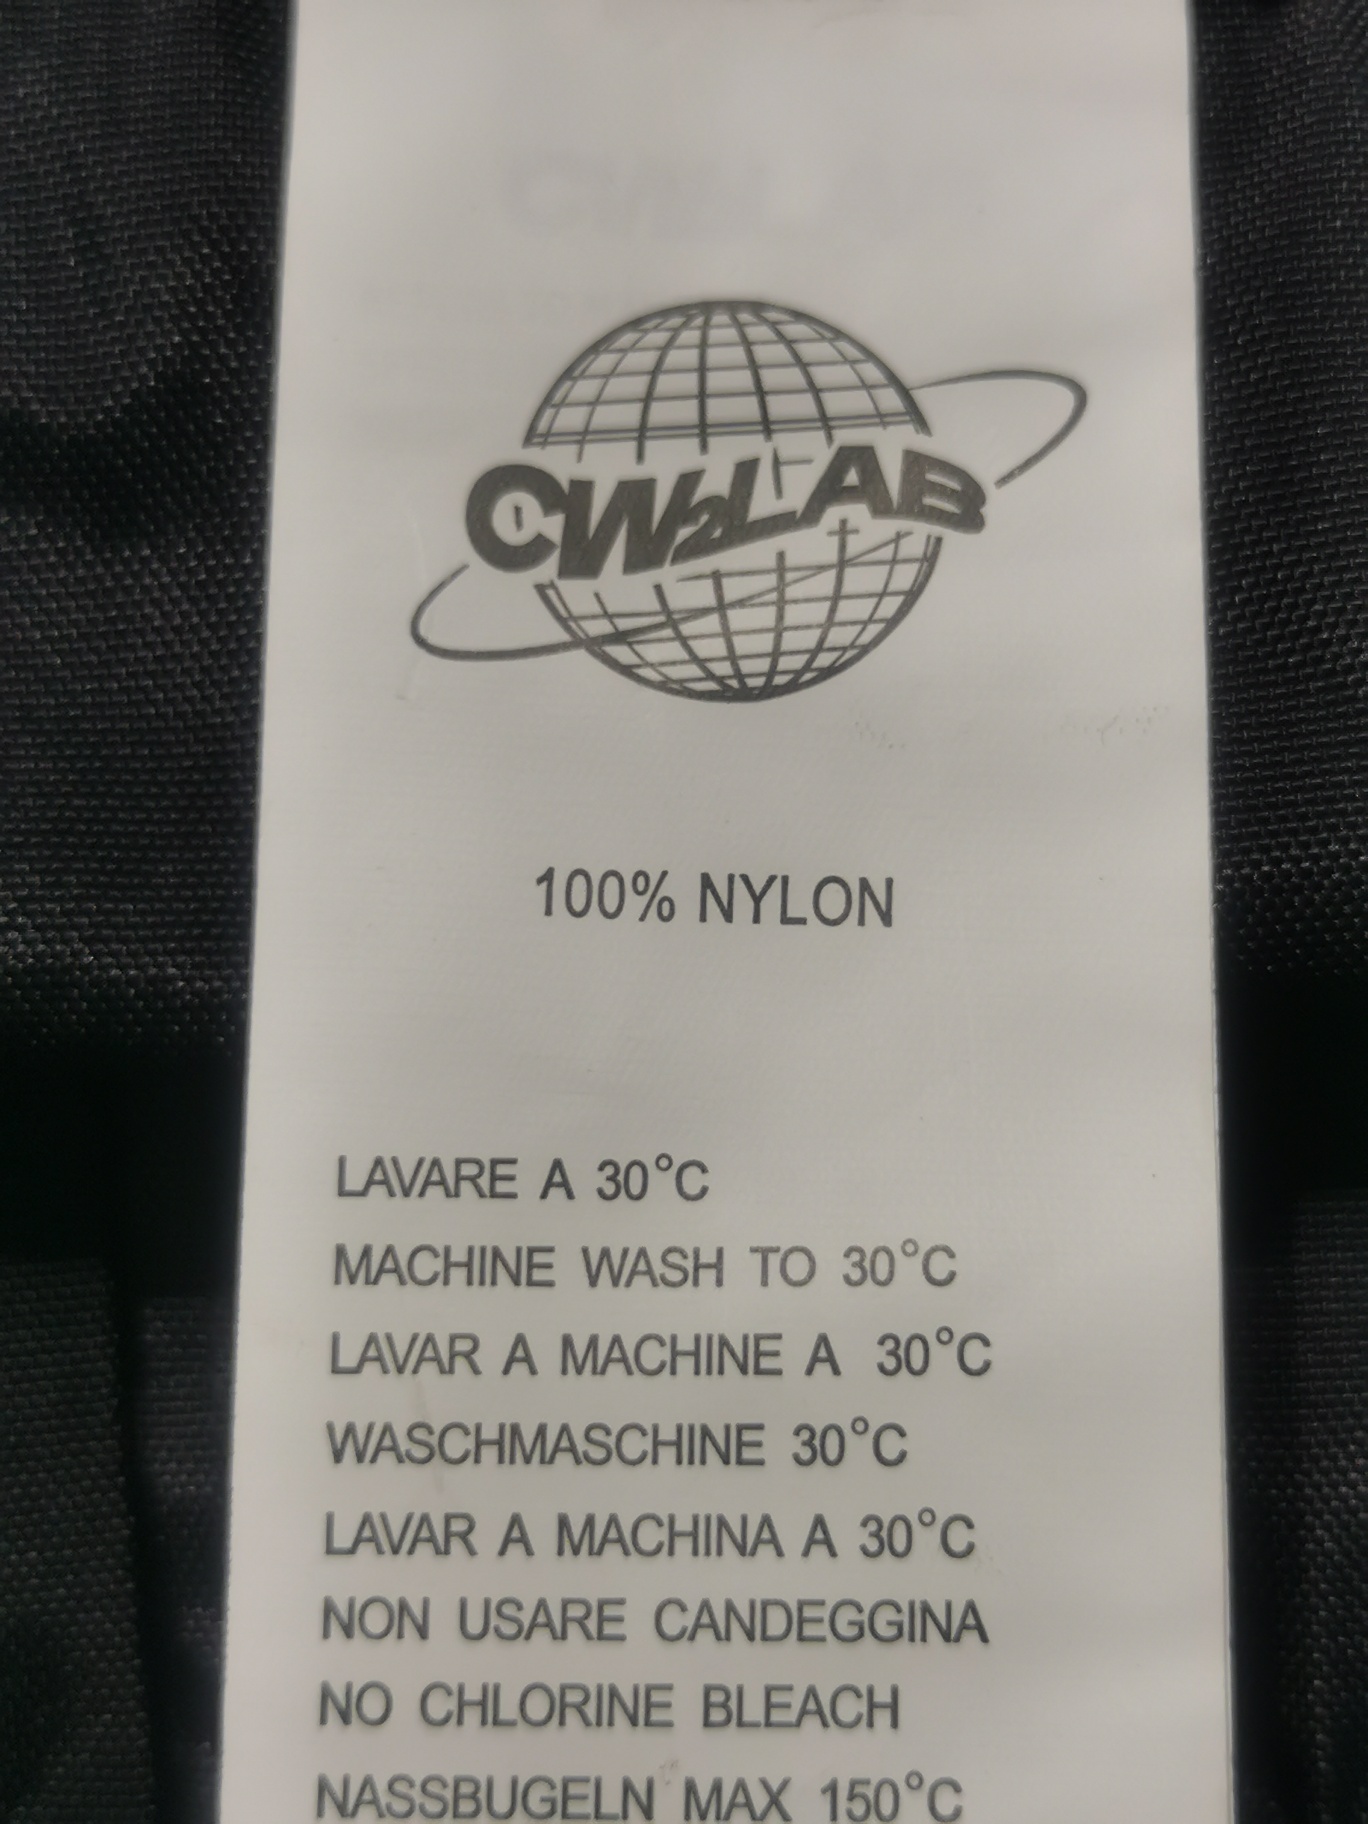 CW2LAB
100% NYLON
LAVARE A 30°C
MACHINE WASH TO 30°C
LAVAR A MACHINE A 30°C
WASCHMASCHINE 30°C
LAVAR A MACHINA A 30°C
NON USARE CANDEGGINA
NO CHLORINE BLEACH
NASSBUGELN MAX 150°C